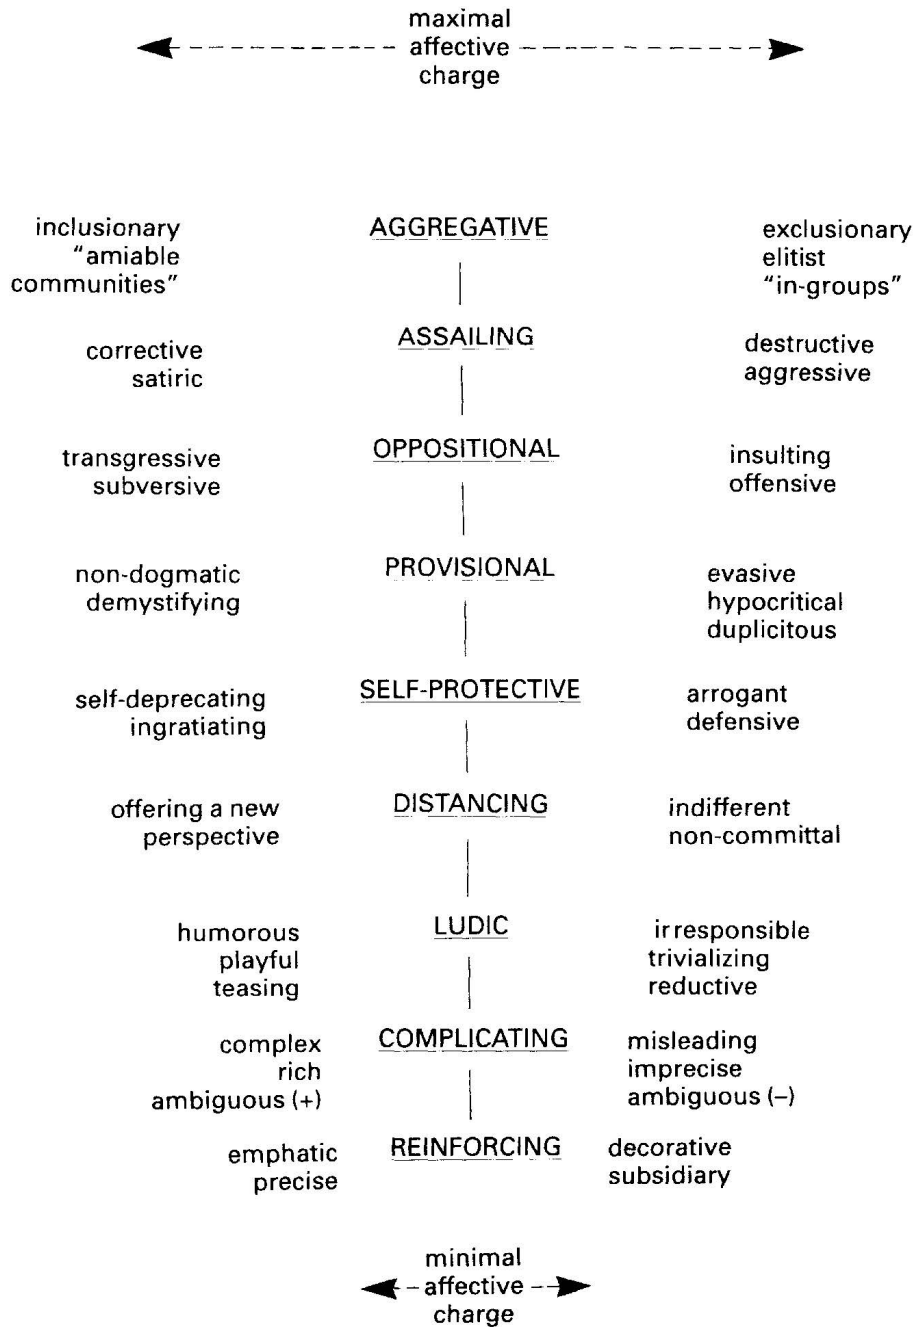 maximal
affective
charge
inclusionary
"amiable
communities"
AGGREGATIVE
exclusionary
elitist
"in-groups"
corrective
satiric
ASSAILING
destructive
aggressive
transgressive
subversive
OPPOSITIONAL
insulting
offensive
non-dogmatic
demystifying
PROVISIONAL
evasive
hypocritical
duplicitous
self-deprecating
ingratiating
SELF-PROTECTIVE
arrogant
defensive
offering a new
perspective
DISTANCING
indifferent
non-committal
humorous
playful
teasing
LUDIC
irresponsible
trivializing
reductive
complex
rich
ambiguous (+)
COMPLICATING
misleading
imprecise
ambiguous (–)
emphatic
precise
REINFORCING
decorative
subsidiary
minimal
affective
charge